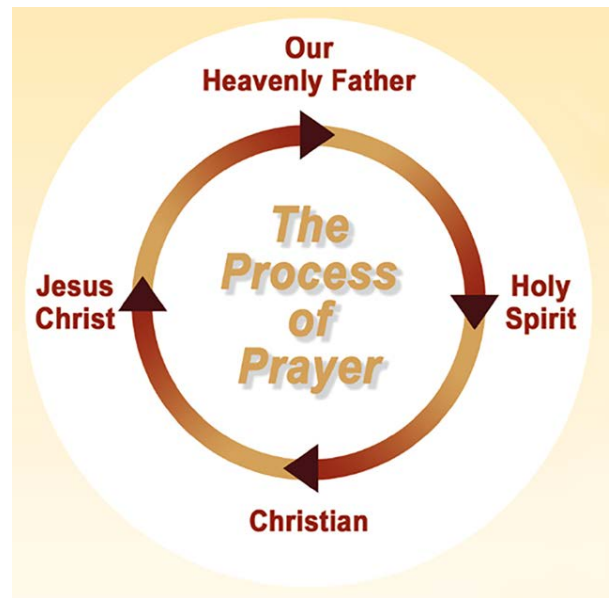 Our
Heavenly Father
The
Process
of
Prayer
Jesus
Christ
Holy
Spirit
Christian